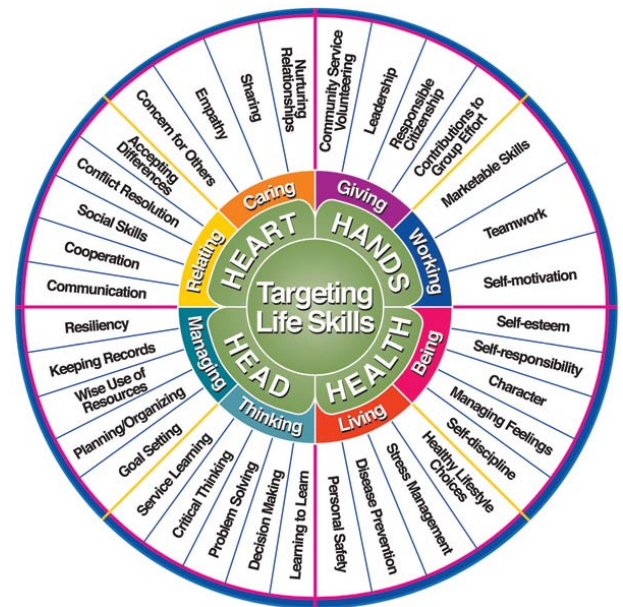 Targeting
Life Skills
HEART
Relating
Communication
Cooperation
Social Skills
Conflict Resolution
Accepting
Differences
Caring
Concern for Others
Empathy
Sharing
Nurturing
Relationships
HANDS
Giving
Community Service
Volunteering
Leadership
Responsible
Citizenship
Contributions to
Group Effort
Working
Marketable Skills
Teamwork
Self-motivation
HEALTH
Being
Self-esteem
Self-responsibility
Character
Managing Feelings
Self-discipline
Living
Healthy Lifestyle
Choices
Stress Management
Disease Prevention
Personal Safety
HEAD
Thinking
Learning to Learn
Decision Making
Problem Solving
Critical Thinking
Service Learning
Managing
Goal Setting
Planning/Organizing
Wise Use of
Resources
Keeping Records
Resiliency